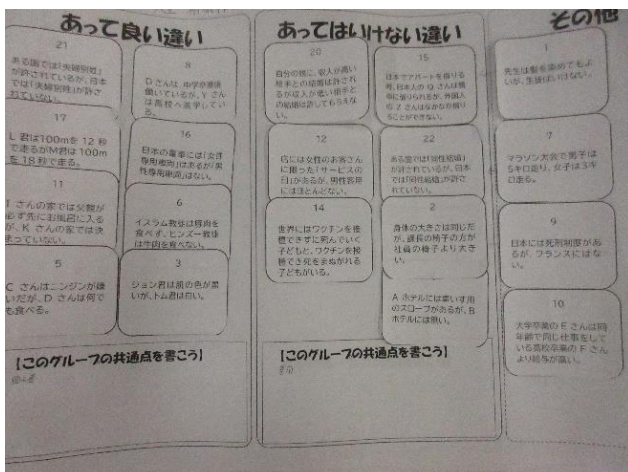 あって良い違い
21
ある国では「夫婦別姓」
が許されているが、日本
では「夫婦別姓」が許さ
れていない。
17
L君は100mを12秒
で走るがM君は100m
を18秒で走る。
11
Iさんの家では父親が
必ず先にお風呂に入る
が、Kさんの家では決
まっていない。
5
Cさんはニンジンが嫌
いだが、Dさんは何で
も食べる。
8
Dさんは、中学卒業後
働いているが、Yさん
は高校へ進学してい
る。
16
日本の電車には「女性
専用車両」はあるが「男
性専用車両」はない。
6
イスラム教徒は豚肉を
食べず、ヒンズー教徒
は牛肉を食べない。
3
ジョン君は肌の色が黒
いが、トム君は白い。
【このグループの共通点を書こう】
あってはいけない違い
20
自分の娘に、収入が高い
相手との結婚は許され
るが収入が低い相手と
の結婚は許してもらえな
い。
12
店には女性のお客さん
に限った「サービスの
日」があるが、男性客用
にはほとんどない。
14
世界にはワクチンを接
種できずに死んでいく
子どもと、ワクチンを接
種でき死をまぬがれる
子どもがいる。
15
日本でアパートを借りる
時、日本人のQさんは簡
単に借りられるが、外国人
のZさんはなかなか借り
ることができない。
22
ある国では「同性結婚」
が許されているが、日本
では「同性結婚」が許さ
れていない。
2
身体の大きさは同じだ
が、課長の椅子の方が
社員の椅子より大き
い。
Aホテルには車いす用
のスロープがあるが、B
ホテルには無い。
【このグループの共通点を書こう】
その他
1
先生は髪を染めてもよ
いが、生徒はいけない。
7
マラソン大会で男子は
5キロ走り、女子は3キ
ロ走る。
9
日本には死刑制度があ
るが、フランスにはな
い。
10
大学卒業のEさんは同
年齢で同じ仕事をして
いる高校卒業のFさん
より給与が高い。